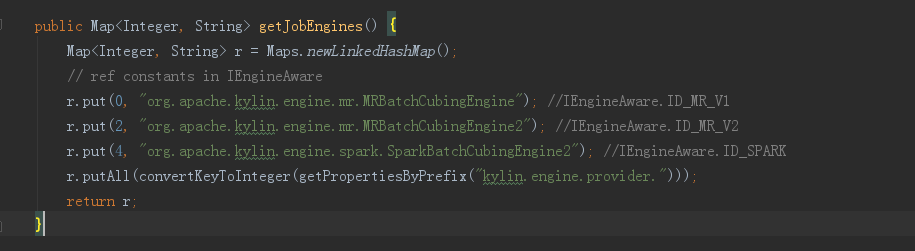 public Map<Integer, String> getJobEngines() {
Map<Integer, String> r = Maps.newLinkedHashMap();
// ref constants in IEngineAware
r.put(0, "org.apache.kylin.engine.mr.MRBatchCubingEngine"); //IEngineAware.ID_MR_V1
r.put(2, "org.apache.kylin.engine.mr.MRBatchCubingEngine2"); //IEngineAware.ID_MR_V2
r.put(4, "org.apache.kylin.engine.spark.SparkBatchCubingEngine2"); //IEngineAware.ID_SPARK
r.putAll(convertKeyToInteger(getPropertiesByPrefix("kylin.engine.provider.")));
return r;
}